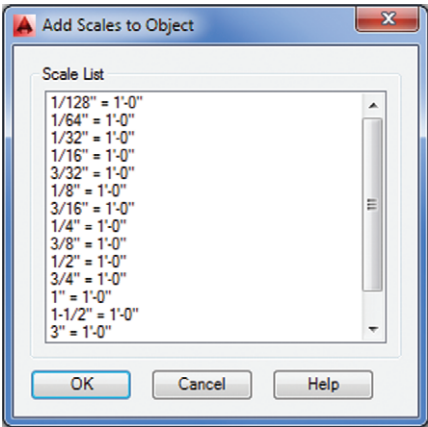 Add Scales to Object
Scale List
1/128" = 1'-0"
1/64" = 1'-0"
1/32" = 1'-0"
1/16" = 1'-0"
3/32" = 1'-0"
1/8" = 1'-0"
3/16" = 1'-0"
1/4" = 1'-0"
3/8" = 1'-0"
1/2" = 1'-0"
3/4" = 1'-0"
1" = 1'-0"
1-1/2" = 1'-0"
3" = 1'-0"
OK Cancel Help